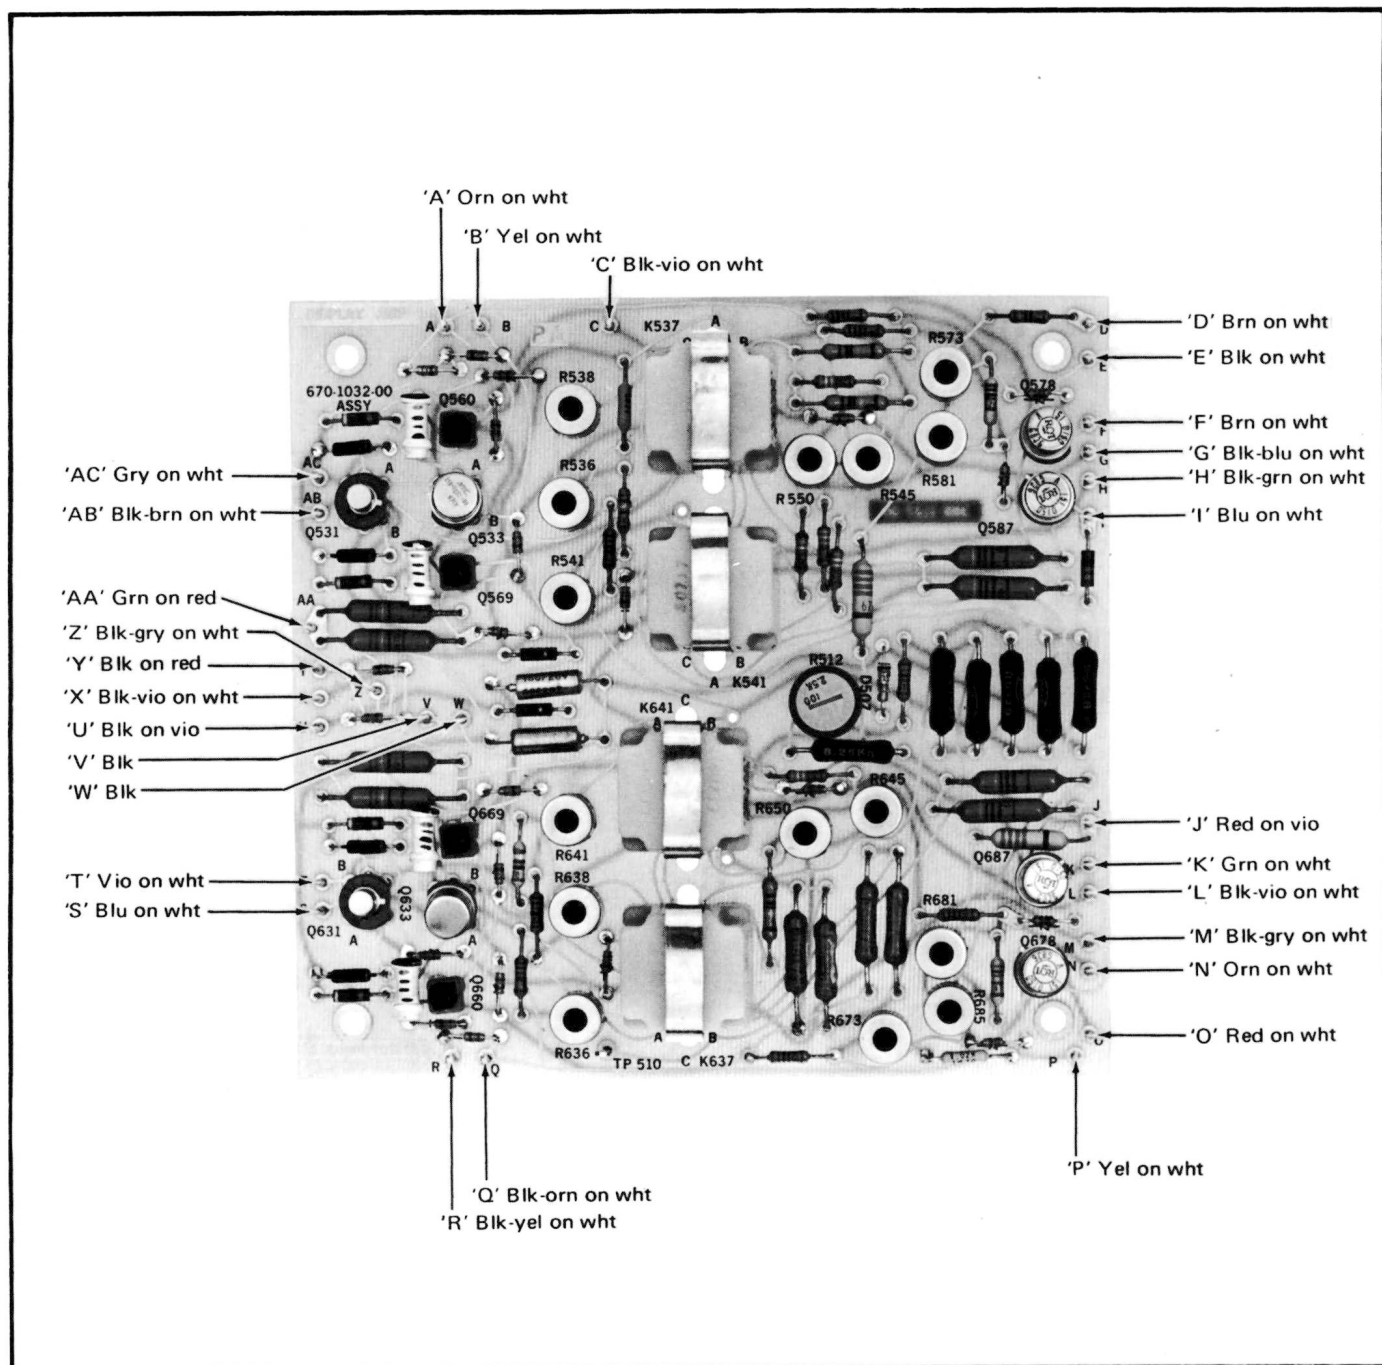 'A' Orn on wht
'B' Yel on wht
'C' Blk-vio on wht
'D' Brn on wht
'E' Blk on wht
'F' Brn on wht
'G' Blk-blu on wht
'H' Blk-grn on wht
'I' Blu on wht
'J' Red on vio
'K' Grn on wht
'L' Blk-vio on wht
'M' Blk-gry on wht
'N' Orn on wht
'O' Red on wht
'P' Yel on wht
'Q' Blk-orn on wht
'R' Blk-yel on wht
'AC' Gry on wht
'AB' Blk-brn on wht
'AA' Grn on red
'Z' Blk-gry on wht
'Y' Blk on red
'X' Blk-vio on wht
'U' Blk on vio
'V' Blk
'W' Blk
'T' Vio on wht
'S' Blu on wht
A B C K537 A
B
D
E
R573
R538
670-1032-00
ASSY
Q560
Q578
F
G
H
AC
A
A
R536
R550
R581
R545
AB
Q531
B
B
Q533
Q587
R541
Q569
AA
C B
A K541
R512
2.5K
D507
Z
V W
C
K641
A B
8.25K
R645
R650
J
Q669
R641
Q687
K
L
B
B
R638
Q633
R681
Q631
A
A
Q678
M
N
Q660
R685
R673
R636
A B
TP 510 C K637
R Q
P
O